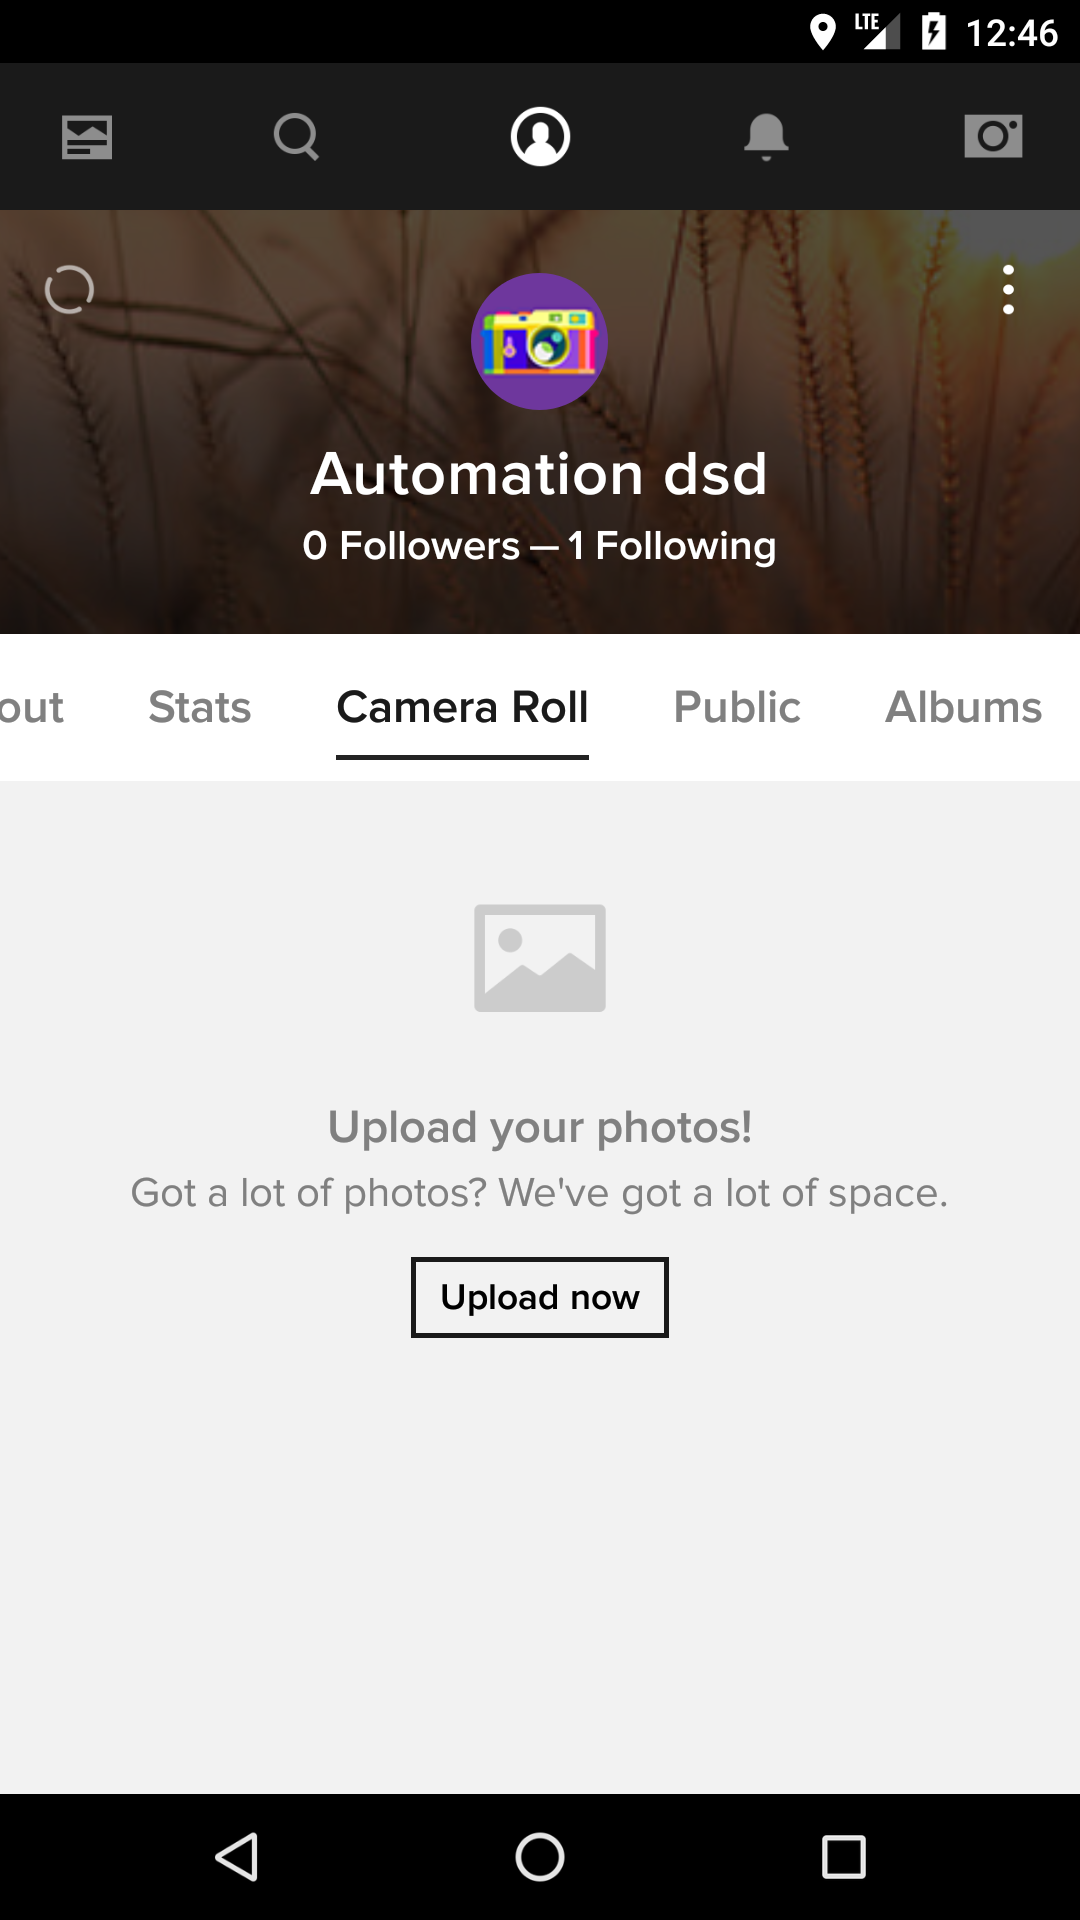 LTE 12:46
Automation dsd
0 Followers — 1 Following
out Stats Camera Roll Public Albums
Upload your photos!
Got a lot of photos? We've got a lot of space.
Upload now